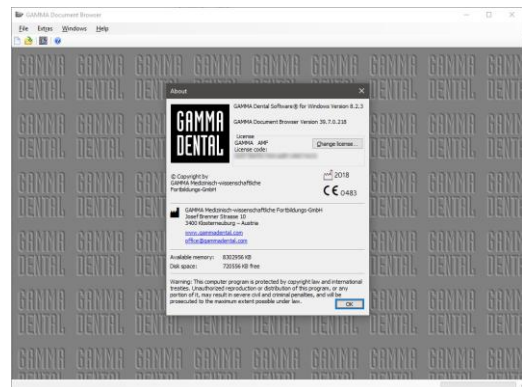 GAMMA Document Browser
File Extras Windows Help
About
GAMMA DENTAL
GAMMA Dental Software® for Windows Version 8.2.3
GAMMA Document Browser Version 39.7.0.218
License
GAMMA AMF
License code:
Change license...
© Copyright by
GAMMA Medizinisch-wissenschaftliche
Fortbildungs-GmbH
2018
CE 0483
GAMMA Medizinisch-wissenschaftliche Fortbildungs-GmbH
Josef Brenner Strasse 10
3400 Klosterneuburg – Austria
www.gammadental.com
office@gammadental.com
Available memory: 8302956 KB
Disk space: 720556 KB free
Warning: This computer program is protected by copyright law and international
treaties. Unauthorized reproduction or distribution of this program, or any
portion of it, may result in severe civil and criminal penalties, and will be
prosecuted to the maximum extent possible under law.
OK